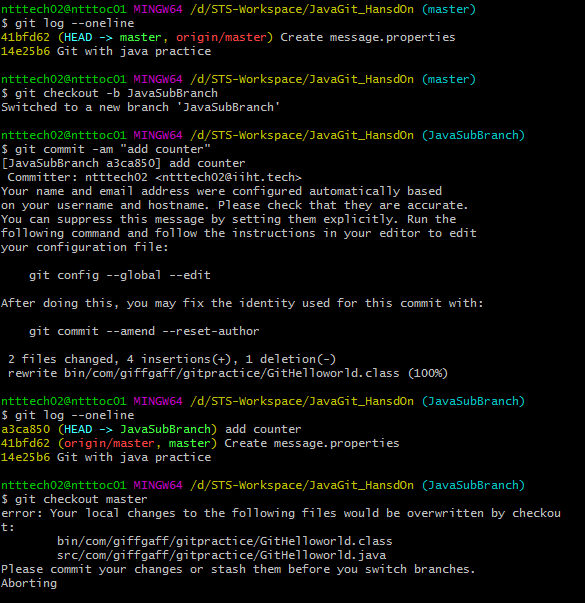 ntttech02@ntttoc01 MINGW64 /d/STS-Workspace/JavaGit_HansdOn (master)
$ git log --oneline
41bfd62 (HEAD -> master, origin/master) Create message.properties
14e25b6 Git with java practice
ntttech02@ntttoc01 MINGW64 /d/STS-Workspace/JavaGit_HansdOn (master)
$ git checkout -b JavaSubBranch
Switched to a new branch 'JavaSubBranch'
ntttech02@ntttoc01 MINGW64 /d/STS-Workspace/JavaGit_HansdOn (JavaSubBranch)
$ git commit -am "add counter"
[JavaSubBranch a3ca850] add counter
Committer: ntttech02 <ntttech02@iiht.tech>
Your name and email address were configured automatically based
on your username and hostname. Please check that they are accurate.
You can suppress this message by setting them explicitly. Run the
following command and follow the instructions in your editor to edit
your configuration file:
git config --global --edit
After doing this, you may fix the identity used for this commit with:
git commit --amend --reset-author
2 files changed, 4 insertions(+), 1 deletion(-)
rewrite bin/com/giffgaff/gitpractice/GitHelloworld.class (100%)
ntttech02@ntttoc01 MINGW64 /d/STS-Workspace/JavaGit_HansdOn (JavaSubBranch)
$ git log --oneline
a3ca850 (HEAD -> JavaSubBranch) add counter
41bfd62 (origin/master, master) Create message.properties
14e25b6 Git with java practice
ntttech02@ntttoc01 MINGW64 /d/STS-Workspace/JavaGit_HansdOn (JavaSubBranch)
$ git checkout master
error: Your local changes to the following files would be overwritten by checkou
t:
bin/com/giffgaff/gitpractice/GitHelloworld.class
src/com/giffgaff/gitpractice/GitHelloworld.java
Please commit your changes or stash them before you switch branches.
Aborting